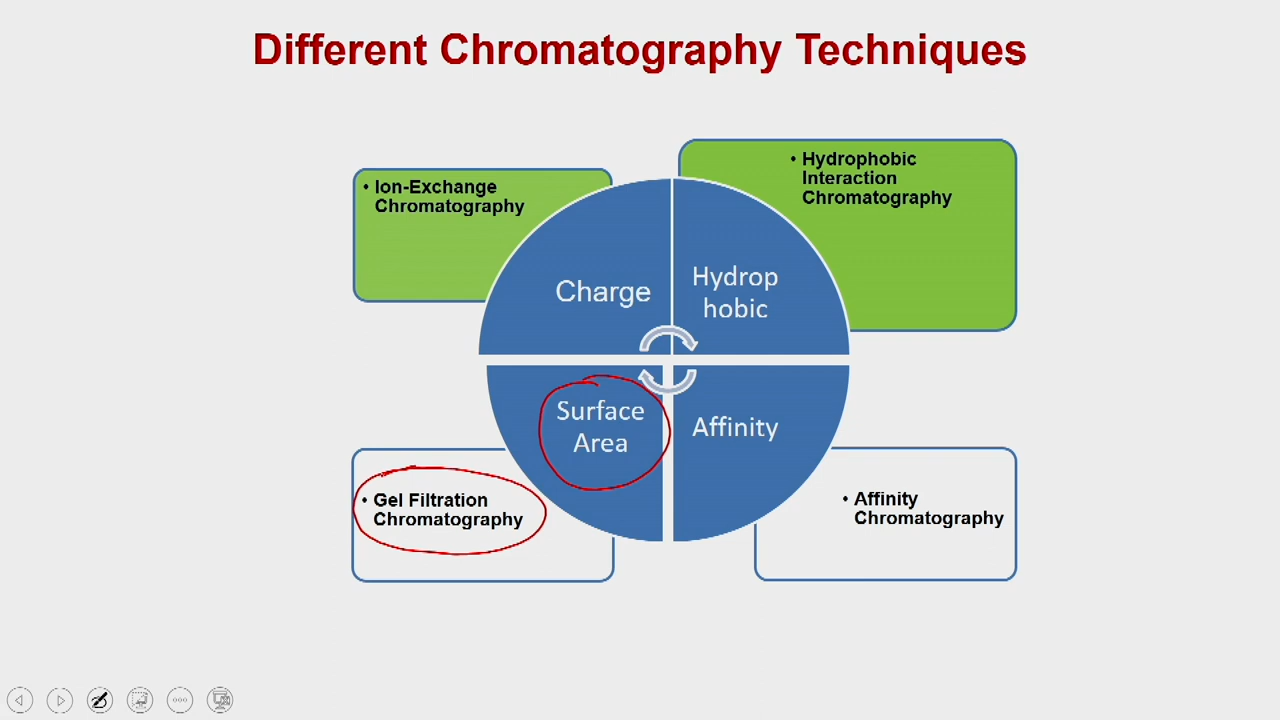 Different Chromatography Techniques
• Ion-Exchange
Chromatography
• Hydrophobic
Interaction
Chromatography
Charge
Hydrop
hobic
Surface
Area
Affinity
• Gel Filtration
Chromatography
• Affinity
Chromatography